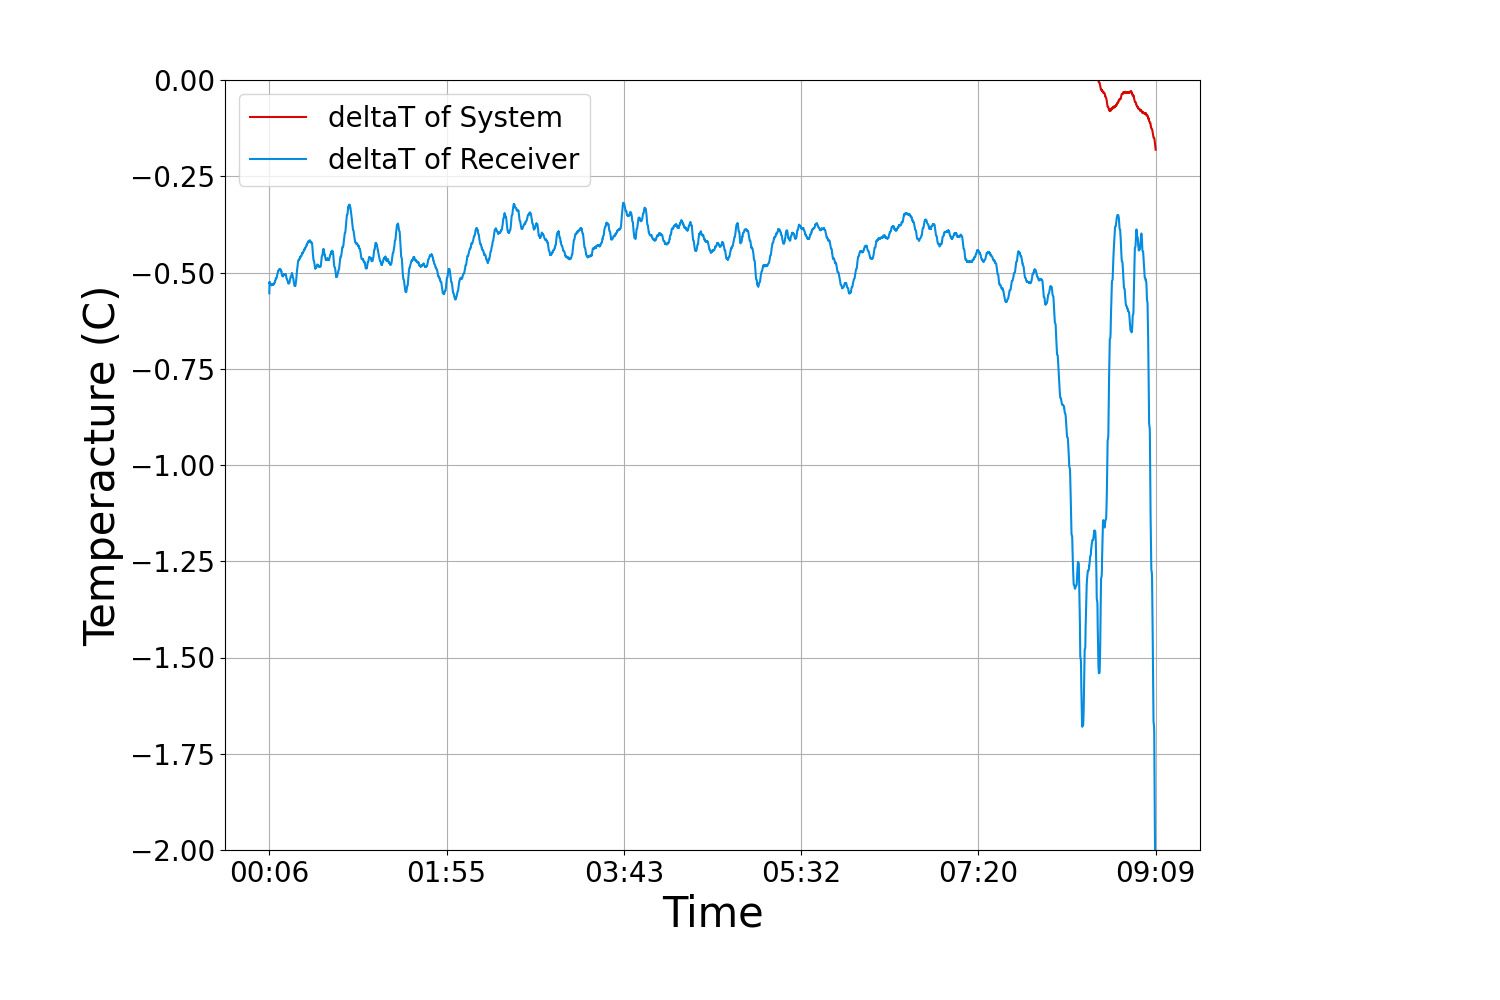 0.00
−0.25
−0.50
−0.75
−1.00
−1.25
−1.50
−1.75
−2.00
Temperacture (C)
deltaT of System
deltaT of Receiver
00:06 01:55 03:43 05:32 07:20 09:09
Time